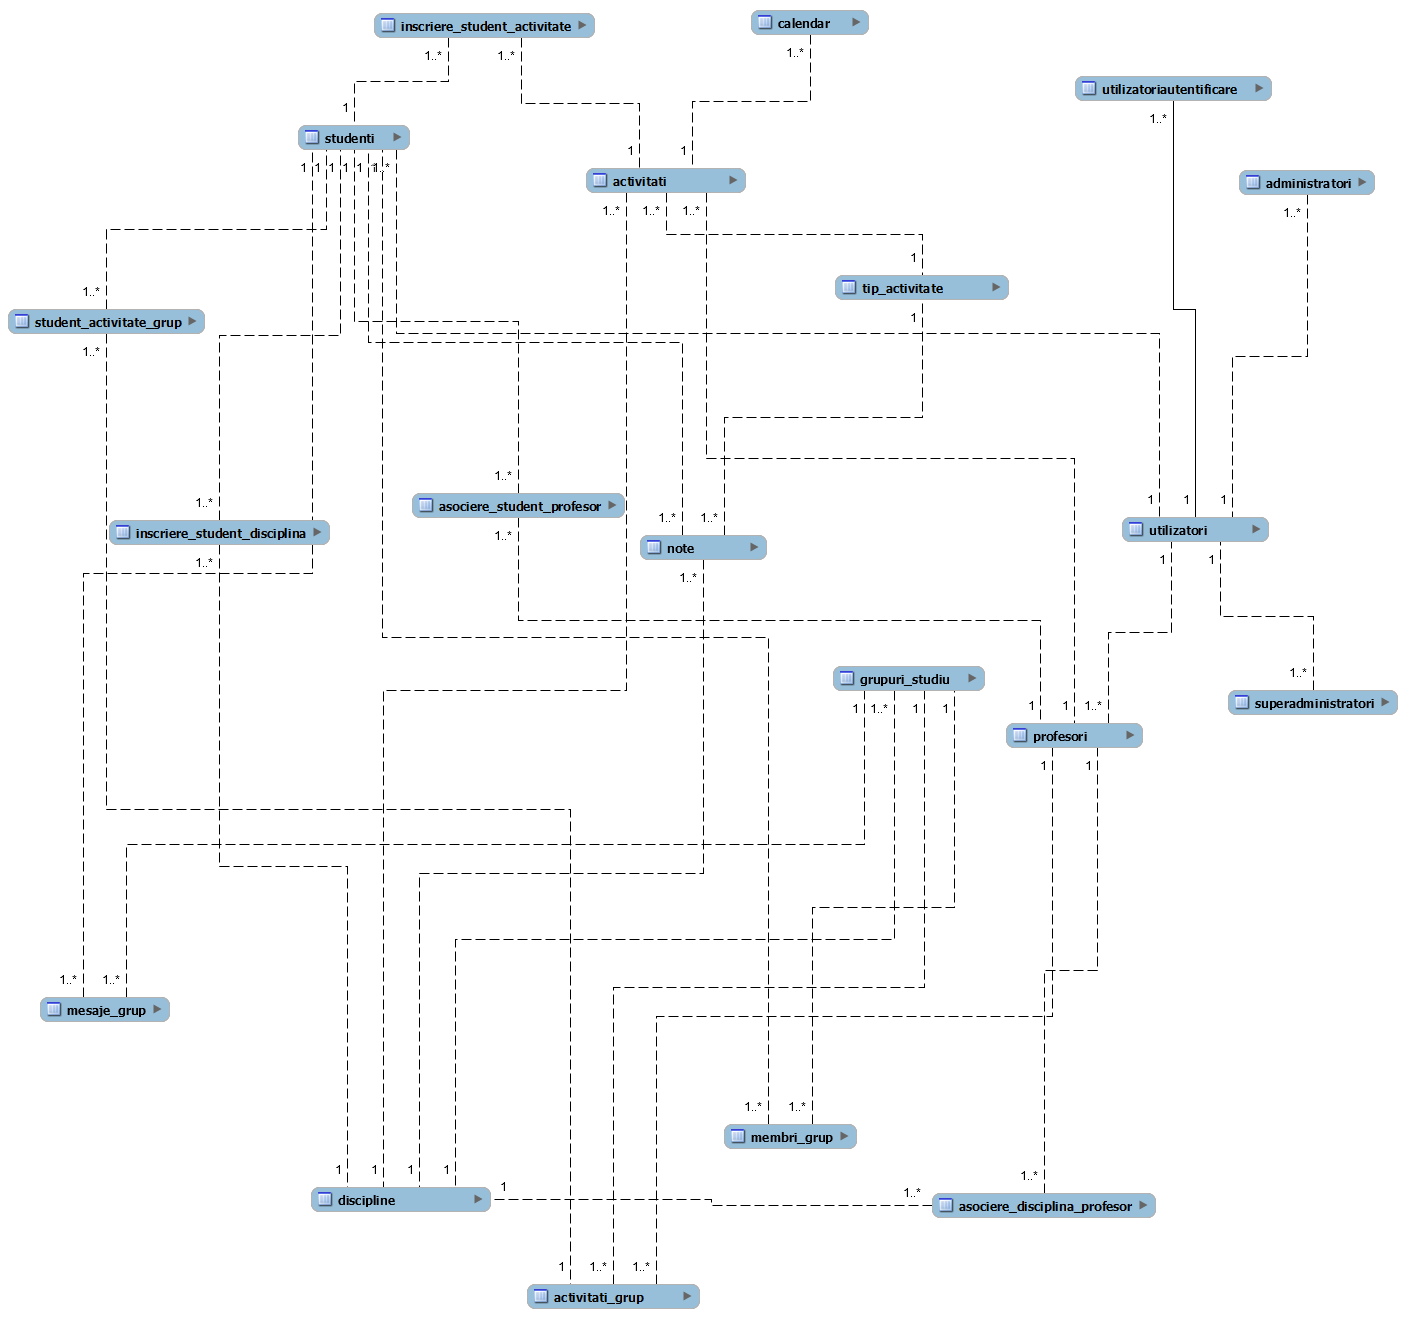 inscriere_student_activitate
calendar
1..*
1..*
1..*
utilizatoriautentificare
1
1..*
studenti
1
1
1
1
1
1
1
1..*
activitati
administratori
1..*
1..*
1..*
1..*
1
tip_activitate
1..*
1
student_activitate_grup
1..*
1..*
1..*
asociere_student_profesor
1
1
1
1..*
1..*
inscriere_student_disciplina
utilizatori
1..*
note
1..*
1
1
1..*
grupuri_studiu
1..*
superadministratori
1
1..*
1
1
1
1
1..*
profesori
1
1
1..*
1..*
mesaje_grup
1..*
1..*
membri_grup
1
1
1
1
1..*
discipline
1
1..*
asociere_disciplina_profesor
1
1..*
1..*
activitati_grup